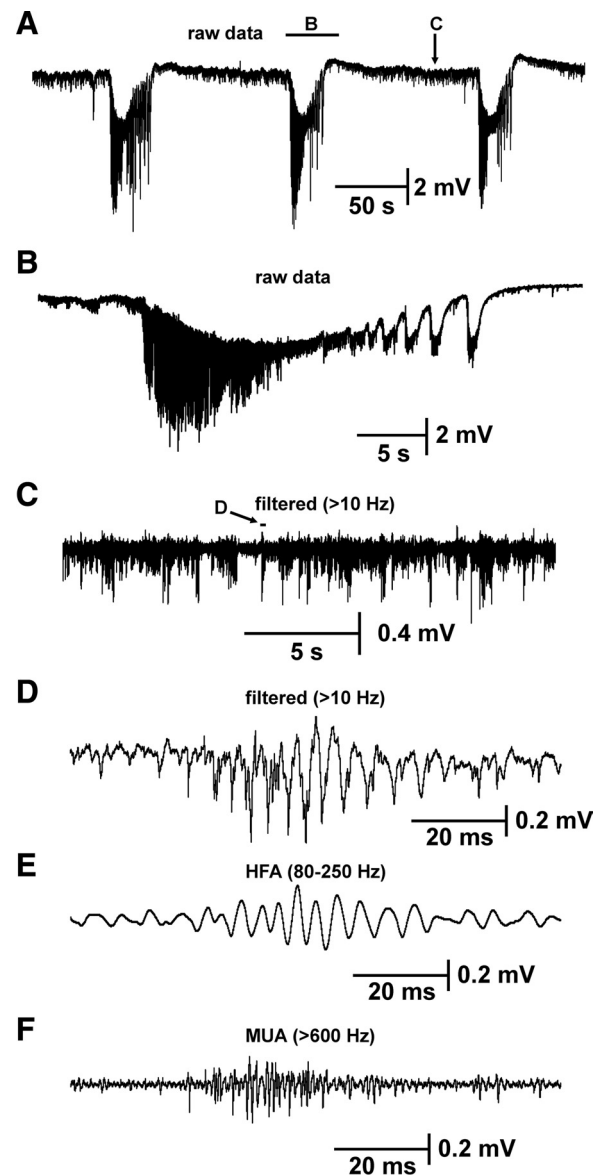 A
raw data
B
C
2 mV
50 s
B
raw data
2 mV
5 s
C
D
filtered (>10 Hz)
0.4 mV
5 s
D
filtered (>10 Hz)
0.2 mV
20 ms
E
HFA (80-250 Hz)
0.2 mV
20 ms
F
MUA (>600 Hz)
0.2 mV
20 ms